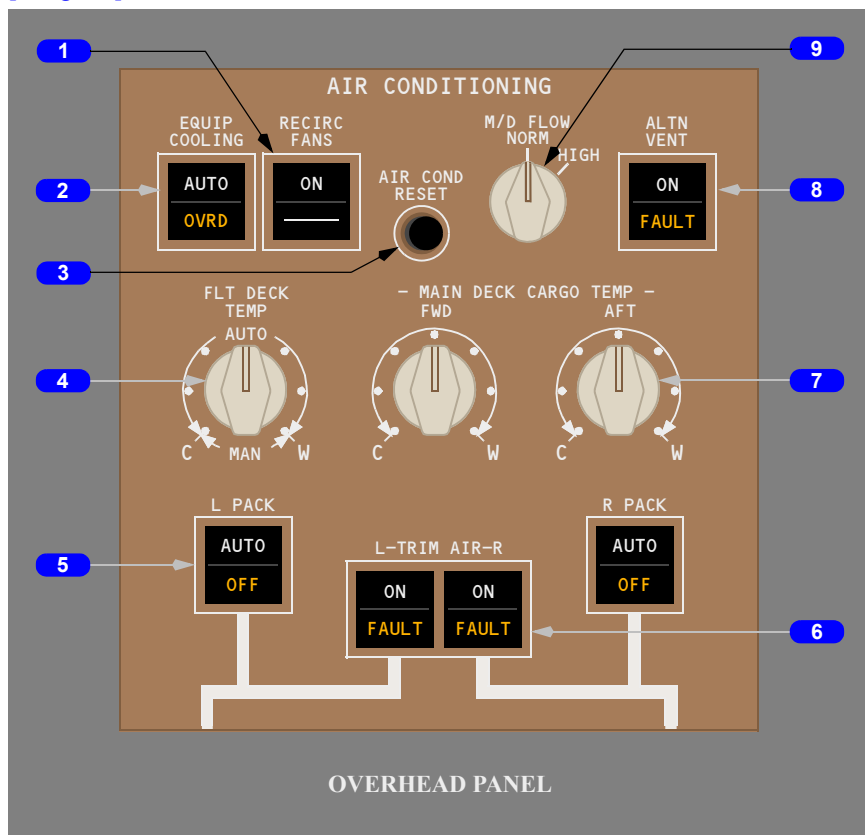 1
9
AIR CONDITIONING
EQUIP
COOLING
RECIRC
FANS
M/D FLOW
NORM
HIGH
ALTN
VENT
2
AUTO
OVRD
ON
AIR COND
RESET
ON
FAULT
8
3
FLT DECK
TEMP
- MAIN DECK CARGO TEMP -
FWD
AFT
AUTO
4
7
C
MAN
W
C
W
C
W
L PACK
R PACK
5
AUTO
OFF
L-TRIM AIR-R
ON
FAULT
ON
FAULT
AUTO
OFF
6
OVERHEAD PANEL